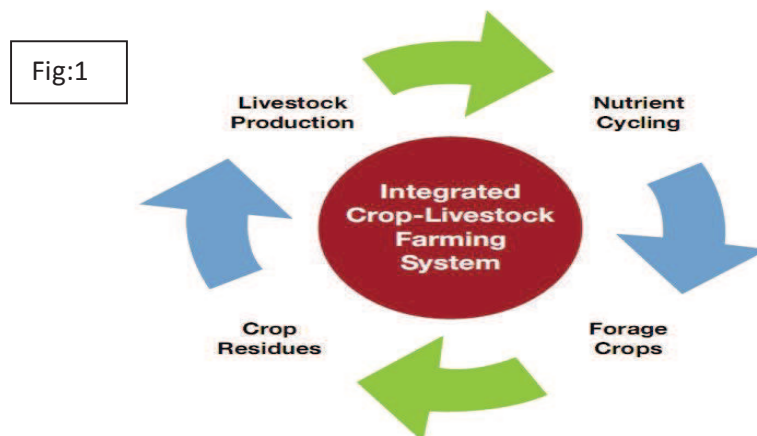 Fig:1
Livestock
Production
Nutrient
Cycling
Integrated
Crop-Livestock
Farming
System
Crop
Residues
Forage
Crops